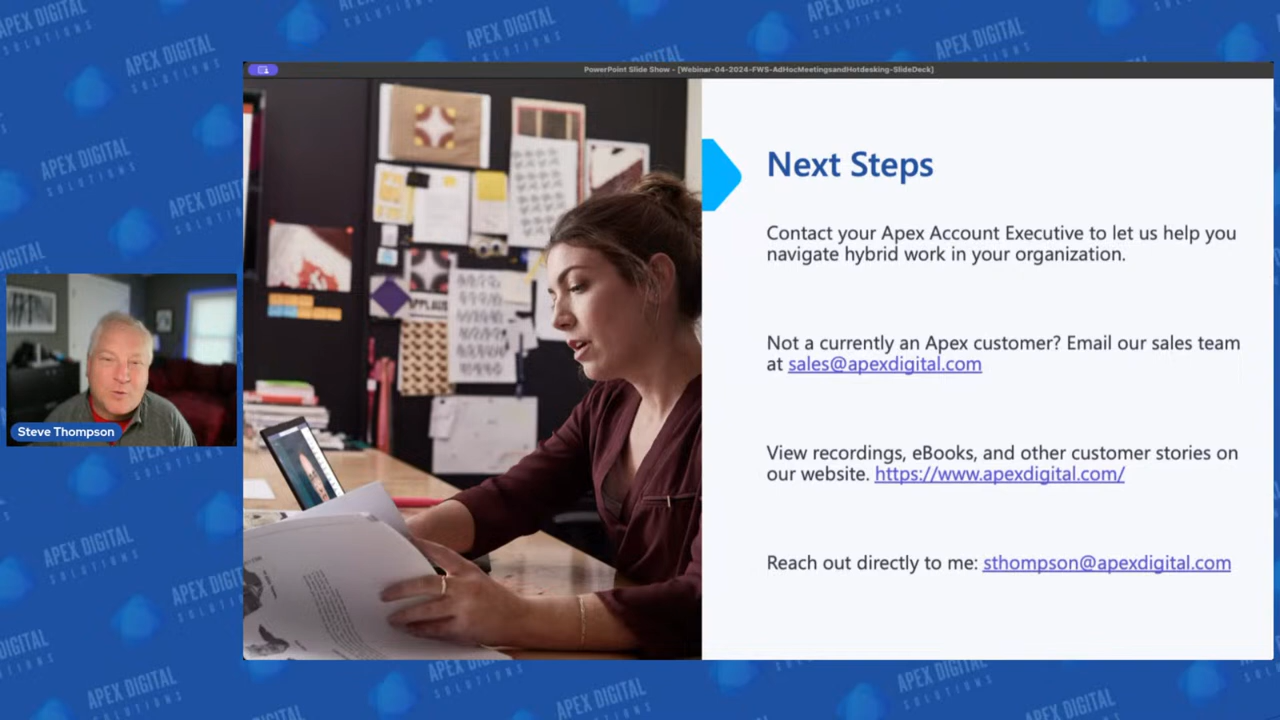 PowerPoint Slide Show - [Webinar-04-2024-FWS-AdHocMeetingsandHotdesking-SlideDeck]
Next Steps
Contact your Apex Account Executive to let us help you
navigate hybrid work in your organization.
Not a currently an Apex customer? Email our sales team
at sales@apexdigital.com
View recordings, eBooks, and other customer stories on
our website. https://www.apexdigital.com/
Reach out directly to me: sthompson@apexdigital.com
Steve Thompson
APPLAUSE
APEX DIGITAL
SOLUTIONS